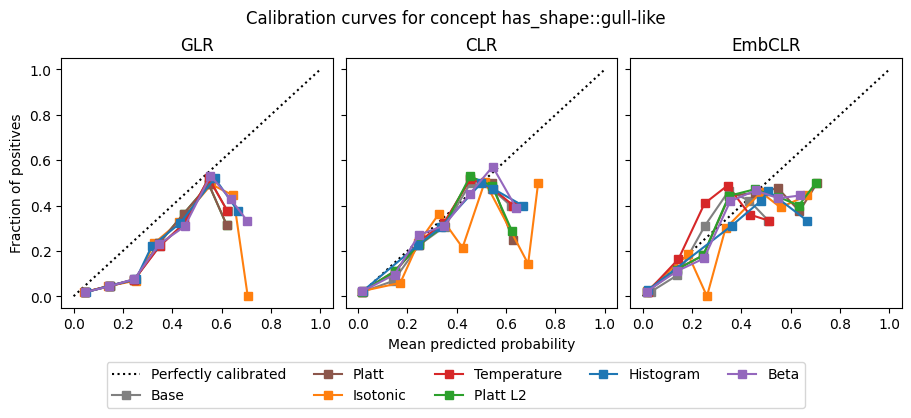 Calibration curves for concept has_shape::gull-like
GLR
CLR
EmbCLR
Fraction of positives
1.0
0.8
0.6
0.4
0.2
0.0
0.0 0.2 0.4 0.6 0.8 1.0
0.0 0.2 0.4 0.6 0.8 1.0
0.0 0.2 0.4 0.6 0.8 1.0
Mean predicted probability
Perfectly calibrated Platt Temperature Histogram Beta
Base Isotonic Platt L2